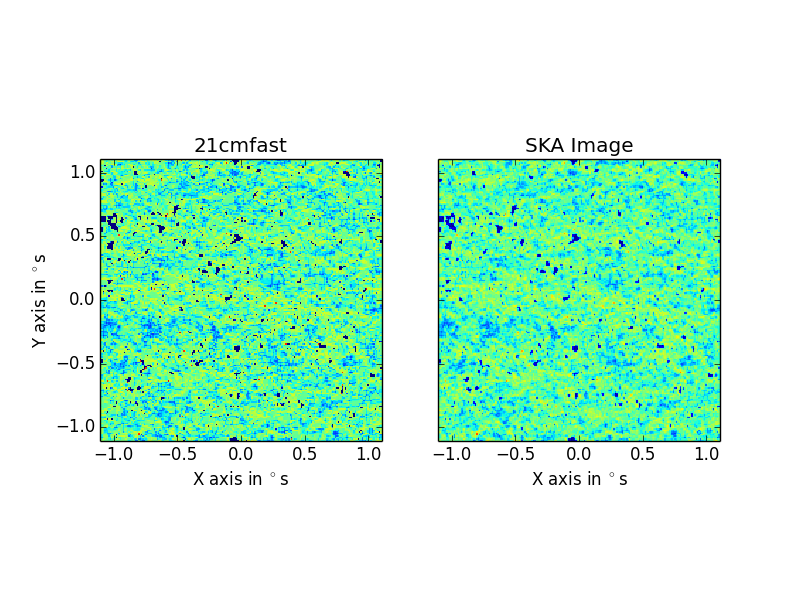 21cmfast
SKA Image
1.0
0.5
0.0
−0.5
−1.0
Y axis in °s
−1.0 −0.5 0.0 0.5 1.0
−1.0 −0.5 0.0 0.5 1.0
X axis in °s
X axis in °s